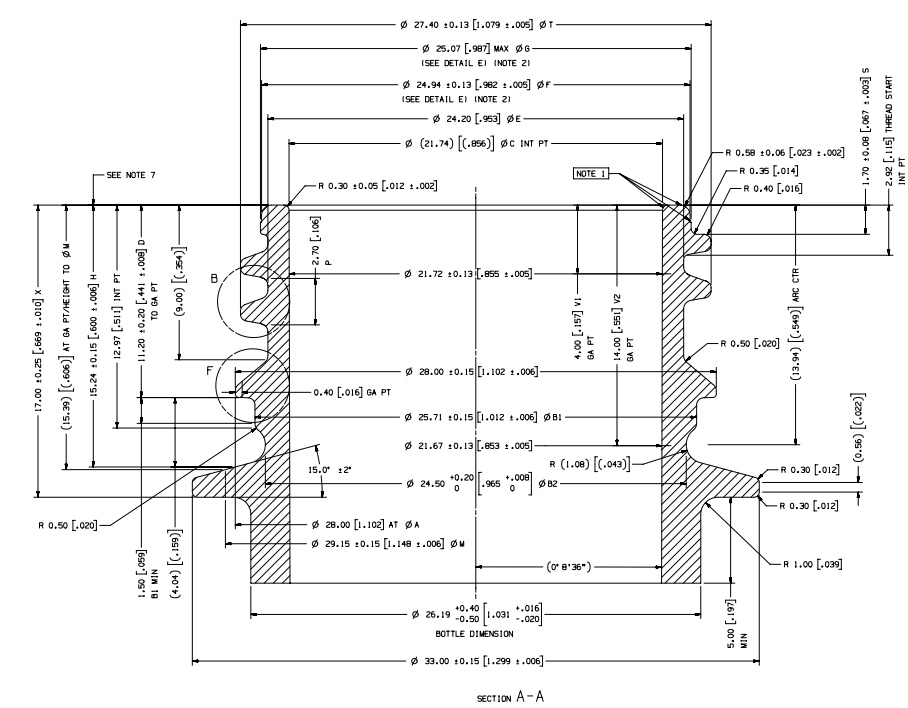 Ø 27.40 ±0.13 [1.079 ±.005] ØT
Ø 25.07 [.987] MAX ØG
(SEE DETAIL E) (NOTE 2)
Ø 24.94 ±0.13 [.982 ±.005] ØF
(SEE DETAIL E) (NOTE 2)
Ø 24.20 [.953] ØE
Ø (21.74) [(.856)] ØC INT PT
1.70 ±0.08 [.067 ±.003] S
2.92 [.115] THREAD START
INT PT
R 0.58 ±0.06 [.023 ±.002]
R 0.35 [.014]
R 0.40 [.016]
SEE NOTE 7
R 0.30 ±0.05 [.012 ±.002]
NOTE 1
17.00 ±0.25 [.669 ±.010] X
(15.39) [(.606)] AT GA PT/HEIGHT TO ØM
15.24 ±0.15 [.600 ±.006] H
12.97 [.511] INT PT
11.20 ±0.20 [.441 ±.008] D
TO GA PT
(9.00) [(.354)]
B
2.70 [.106]
P
Ø 21.72 ±0.13 [.855 ±.005]
4.00 [.157] V1
GA PT
14.00 [.551] V2
GA PT
(13.94) [(.549)] ARC CTR
R 0.50 [.020]
F
Ø 28.00 ±0.15 [1.102 ±.006]
0.40 [.016] GA PT
Ø 25.71 ±0.15 [1.012 ±.006] ØB1
Ø 21.67 ±0.13 [.853 ±.005]
(0.56) [(.022)]
15.0° ±2°
R (1.08) [(.043)]
R 0.30 [.012]
Ø 24.50 +0.20 0 [.965 +.008 0] ØB2
R 0.30 [.012]
R 0.50 [.020]
Ø 28.00 [1.102] AT ØA
Ø 29.15 ±0.15 [1.148 ±.006] ØM
1.50 [.059]
B1 MIN
(4.04) [(.159)]
(0° 8'36")
R 1.00 [.039]
5.00 [.197]
MIN
Ø 26.19 +0.40 -0.50 [1.031 +.016 -.020]
BOTTLE DIMENSION
Ø 33.00 ±0.15 [1.299 ±.006]
SECTION A-A